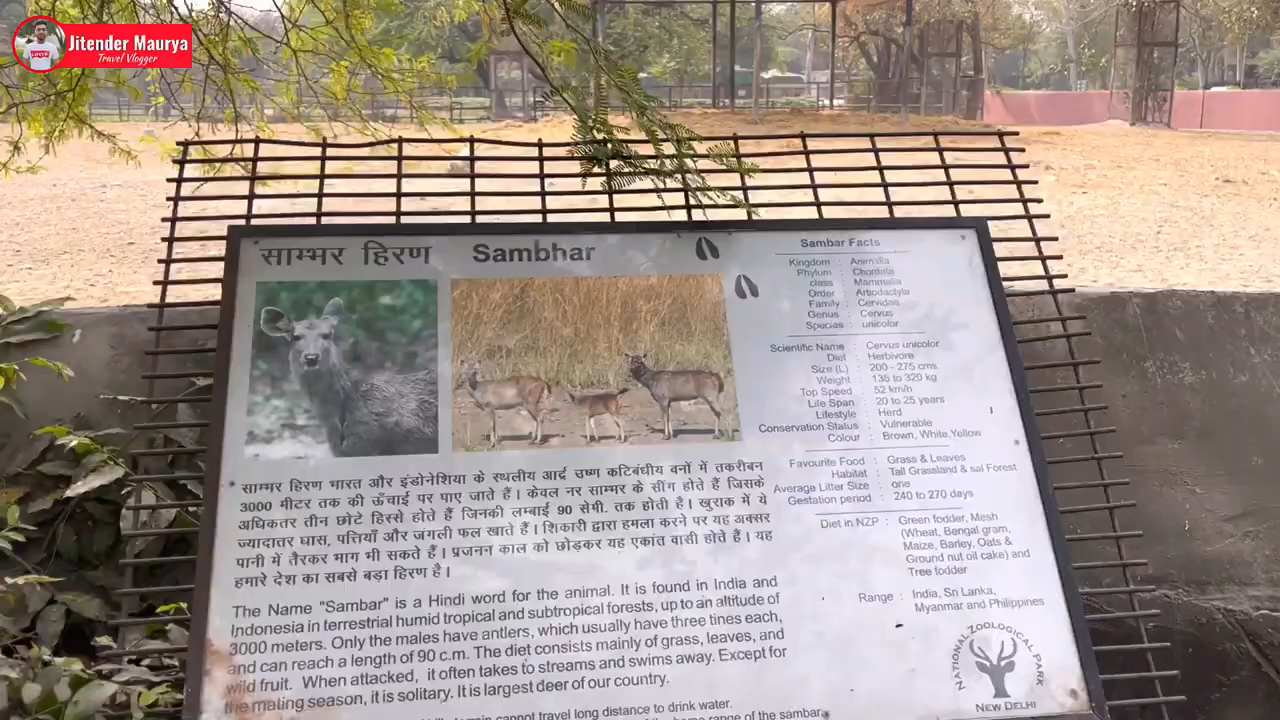 Jitender Maurya
Travel Vlogger
साम्भर हिरण Sambhar
साम्भर हिरण भारत और इंडोनेशिया के स्थलीय आर्द्र उष्ण कटिबंधीय वनों में तकरीबन
3000 मीटर तक की ऊँचाई पर पाए जाते हैं। केवल नर साम्भर के सींग होते हैं जिसके
अधिकतर तीन छोटे हिस्से होते हैं जिनकी लम्बाई 90 सेमी. तक होती है। खुराक में ये
ज्यादातर घास, पत्तियाँ और जंगली फल खाते हैं। शिकारी द्वारा हमला करने पर यह अक्सर
पानी में तैरकर भाग भी सकते हैं। प्रजनन काल को छोड़कर यह एकांत वासी होते हैं। यह
हमारे देश का सबसे बड़ा हिरण है।
The Name "Sambar" is a Hindi word for the animal. It is found in India and
Indonesia in terrestrial humid tropical and subtropical forests, up to an altitude of
3000 meters. Only the males have antlers, which usually have three tines each,
and can reach a length of 90 c.m. The diet consists mainly of grass, leaves, and
wild fruit. When attacked, it often takes to streams and swims away. Except for
the mating season, it is solitary. It is largest deer of our country.
cannot travel long distance to drink water.
home range of the sambar
Sambar Facts
Kingdom : Animalia
Phylum : Chordata
class : Mammalia
Order : Artiodactyla
Family : Cervidae
Genus : Cervus
Species : unicolor
Scientific Name : Cervus unicolor
Diet : Herbivore
Size (L) : 200 - 275 cms
Weight : 135 to 320 kg
Top Speed : 52 km/h
Life Span : 20 to 25 years
Lifestyle : Herd
Conservation Status : Vulnerable
Colour : Brown, White,Yellow
Favourite Food : Grass & Leaves
Habitat : Tall Grassland & sal Forest
Average Litter Size : one
Gestation period : 240 to 270 days
Diet in NZP : Green fodder, Mesh
(Wheat, Bengal gram,
Maize, Barley, Oats &
Ground nut oil cake) and
Tree fodder
Range : India, Sri Lanka,
Myanmar and Philippines
NATIONAL ZOOLOGICAL PARK
NEW DELHI